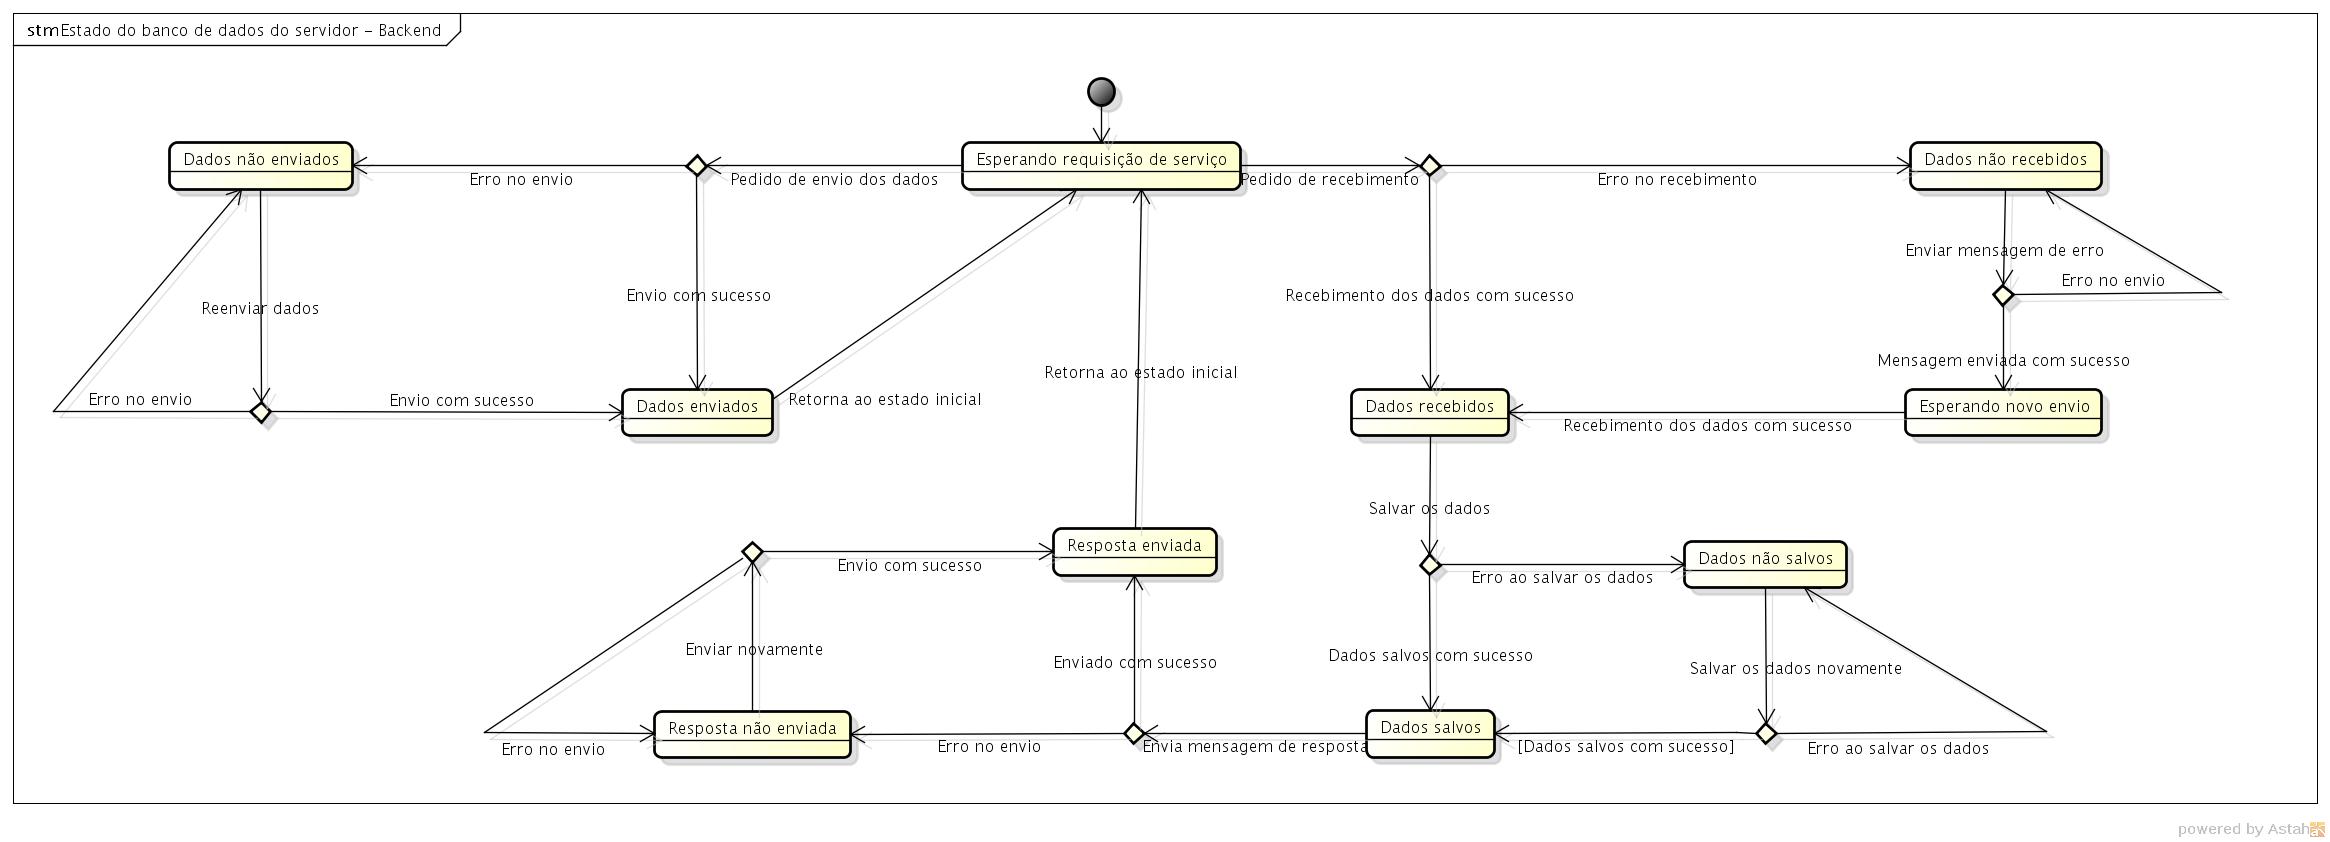 stm Estado do banco de dados do servidor - Backend
Dados não enviados
Esperando requisição de serviço
Dados não recebidos
Erro no envio
Pedido de envio dos dados
Pedido de recebimento
Erro no recebimento
Enviar mensagem de erro
Erro no envio
Reenviar dados
Envio com sucesso
Recebimento dos dados com sucesso
Mensagem enviada com sucesso
Retorna ao estado inicial
Erro no envio
Envio com sucesso
Dados enviados
Retorna ao estado inicial
Dados recebidos
Esperando novo envio
Recebimento dos dados com sucesso
Salvar os dados
Resposta enviada
Dados não salvos
Envio com sucesso
Erro ao salvar os dados
Enviar novamente
Enviado com sucesso
Dados salvos com sucesso
Salvar os dados novamente
Resposta não enviada
Dados salvos
Erro no envio
Erro no envio
Envia mensagem de resposta
[Dados salvos com sucesso]
Erro ao salvar os dados
powered by Astah